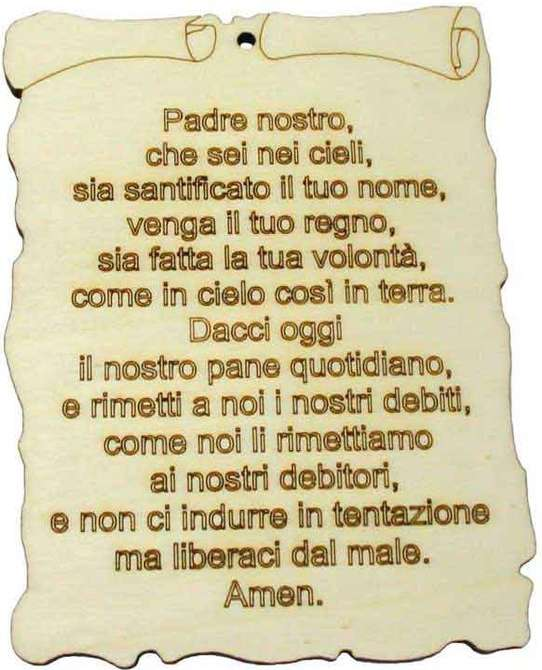 Padre nostro,
che sei nei cieli,
sia santificato il tuo nome,
venga il tuo regno,
sia fatta la tua volontà,
come in cielo così in terra.
Dacci oggi
il nostro pane quotidiano,
e rimetti a noi i nostri debiti,
come noi li rimettiamo
ai nostri debitori,
e non ci indurre in tentazione
ma liberaci dal male.
Amen.